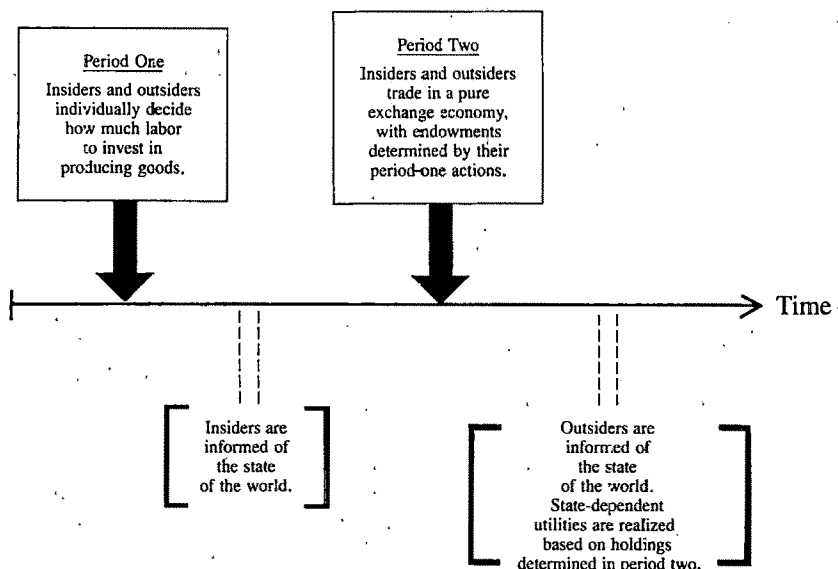 Period One
Insiders and outsiders
individually decide
how much labor
to invest in
producing goods.
Period Two
Insiders and outsiders
trade in a pure
exchange economy,
with endowments
determined by their
period-one actions.
Time
Insiders are
informed of
the state
of the world.
Outsiders are
informed of
the state
of the world.
State-dependent
utilities are realized
based on holdings
determined in period two.